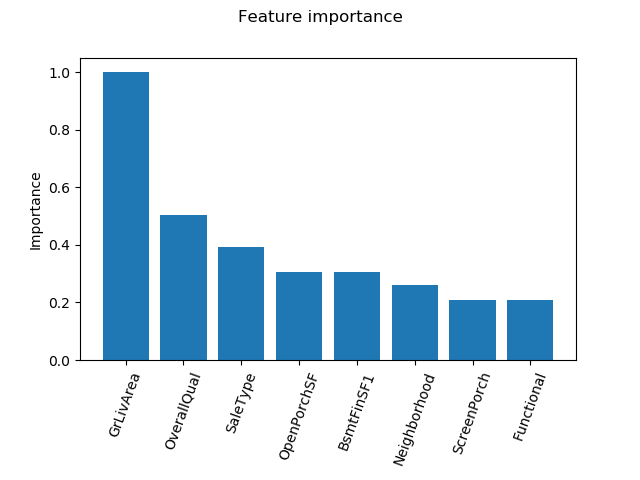 Feature importance
Importance
1.0
0.8
0.6
0.4
0.2
0.0
GrLivArea
OverallQual
SaleType
OpenPorchSF
BsmtFinSF1
Neighborhood
ScreenPorch
Functional